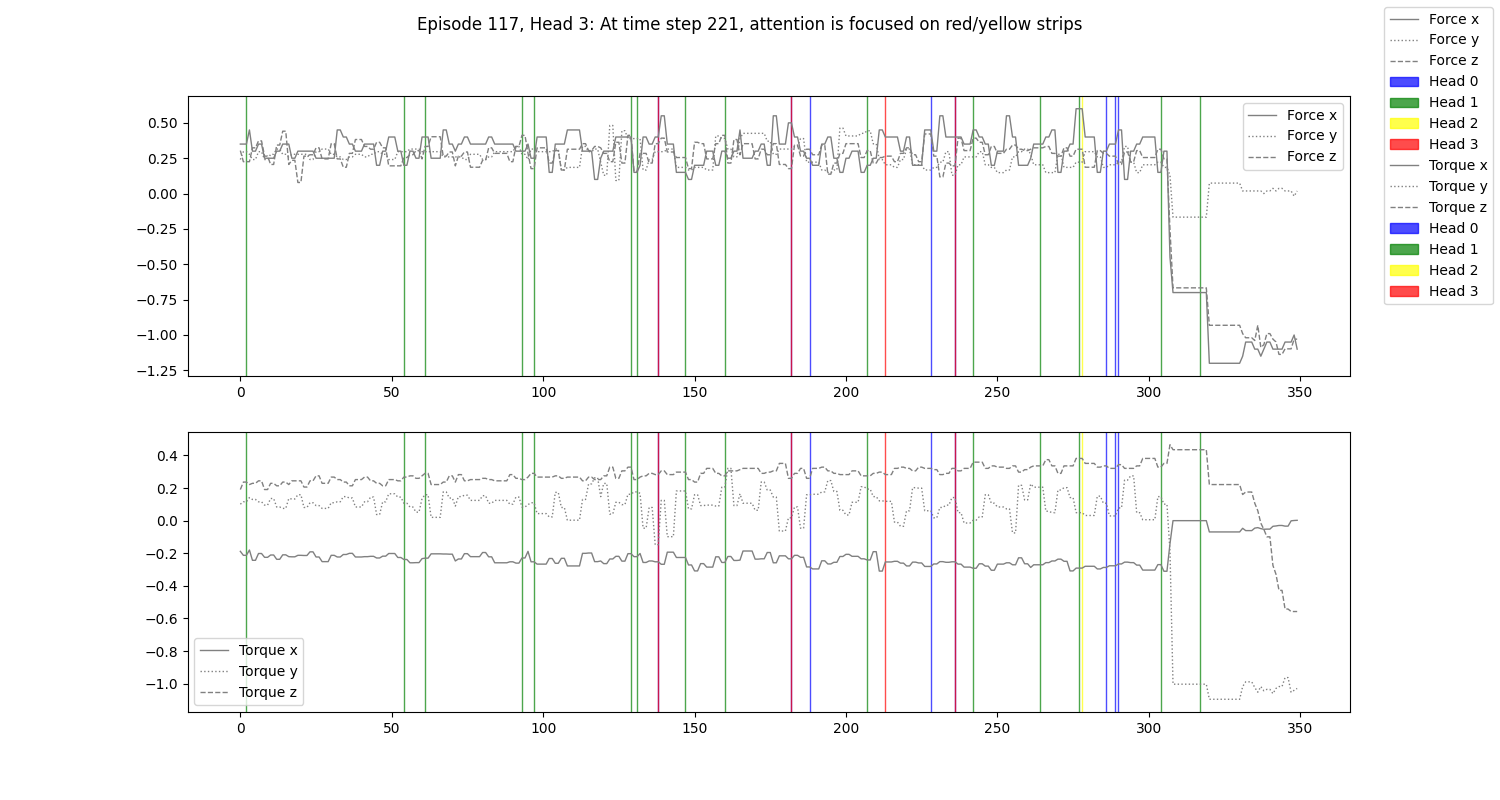 Episode 117, Head 3: At time step 221, attention is focused on red/yellow strips
Force x
Force y
Force z
Head 0
Head 1
Head 2
Head 3
Torque x
Torque y
Torque z
Head 0
Head 1
Head 2
Head 3
0.50
0.25
0.00
−0.25
−0.50
−0.75
−1.00
−1.25
Force x
Force y
Force z
0 50 100 150 200 250 300 350
0.4
0.2
0.0
−0.2
−0.4
−0.6
−0.8
−1.0
Torque x
Torque y
Torque z
0 50 100 150 200 250 300 350